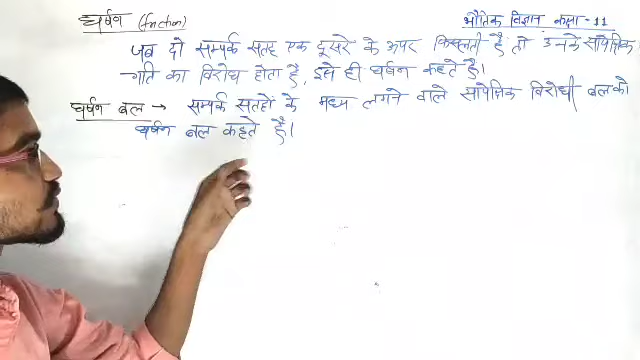 घर्षण (friction)
भौतिक विज्ञान कक्षा - 11
जब दो सम्पर्क सतह एक दूसरे के ऊपर फिसलती हैं तो उनके सापेक्षिक
गति का विरोध होता है, इसे ही घर्षण कहते हैं।
घर्षण बल → सम्पर्क सतहों के मध्य लगने वाले सापेक्षिक विरोधी बल को
घर्षण बल कहते हैं।